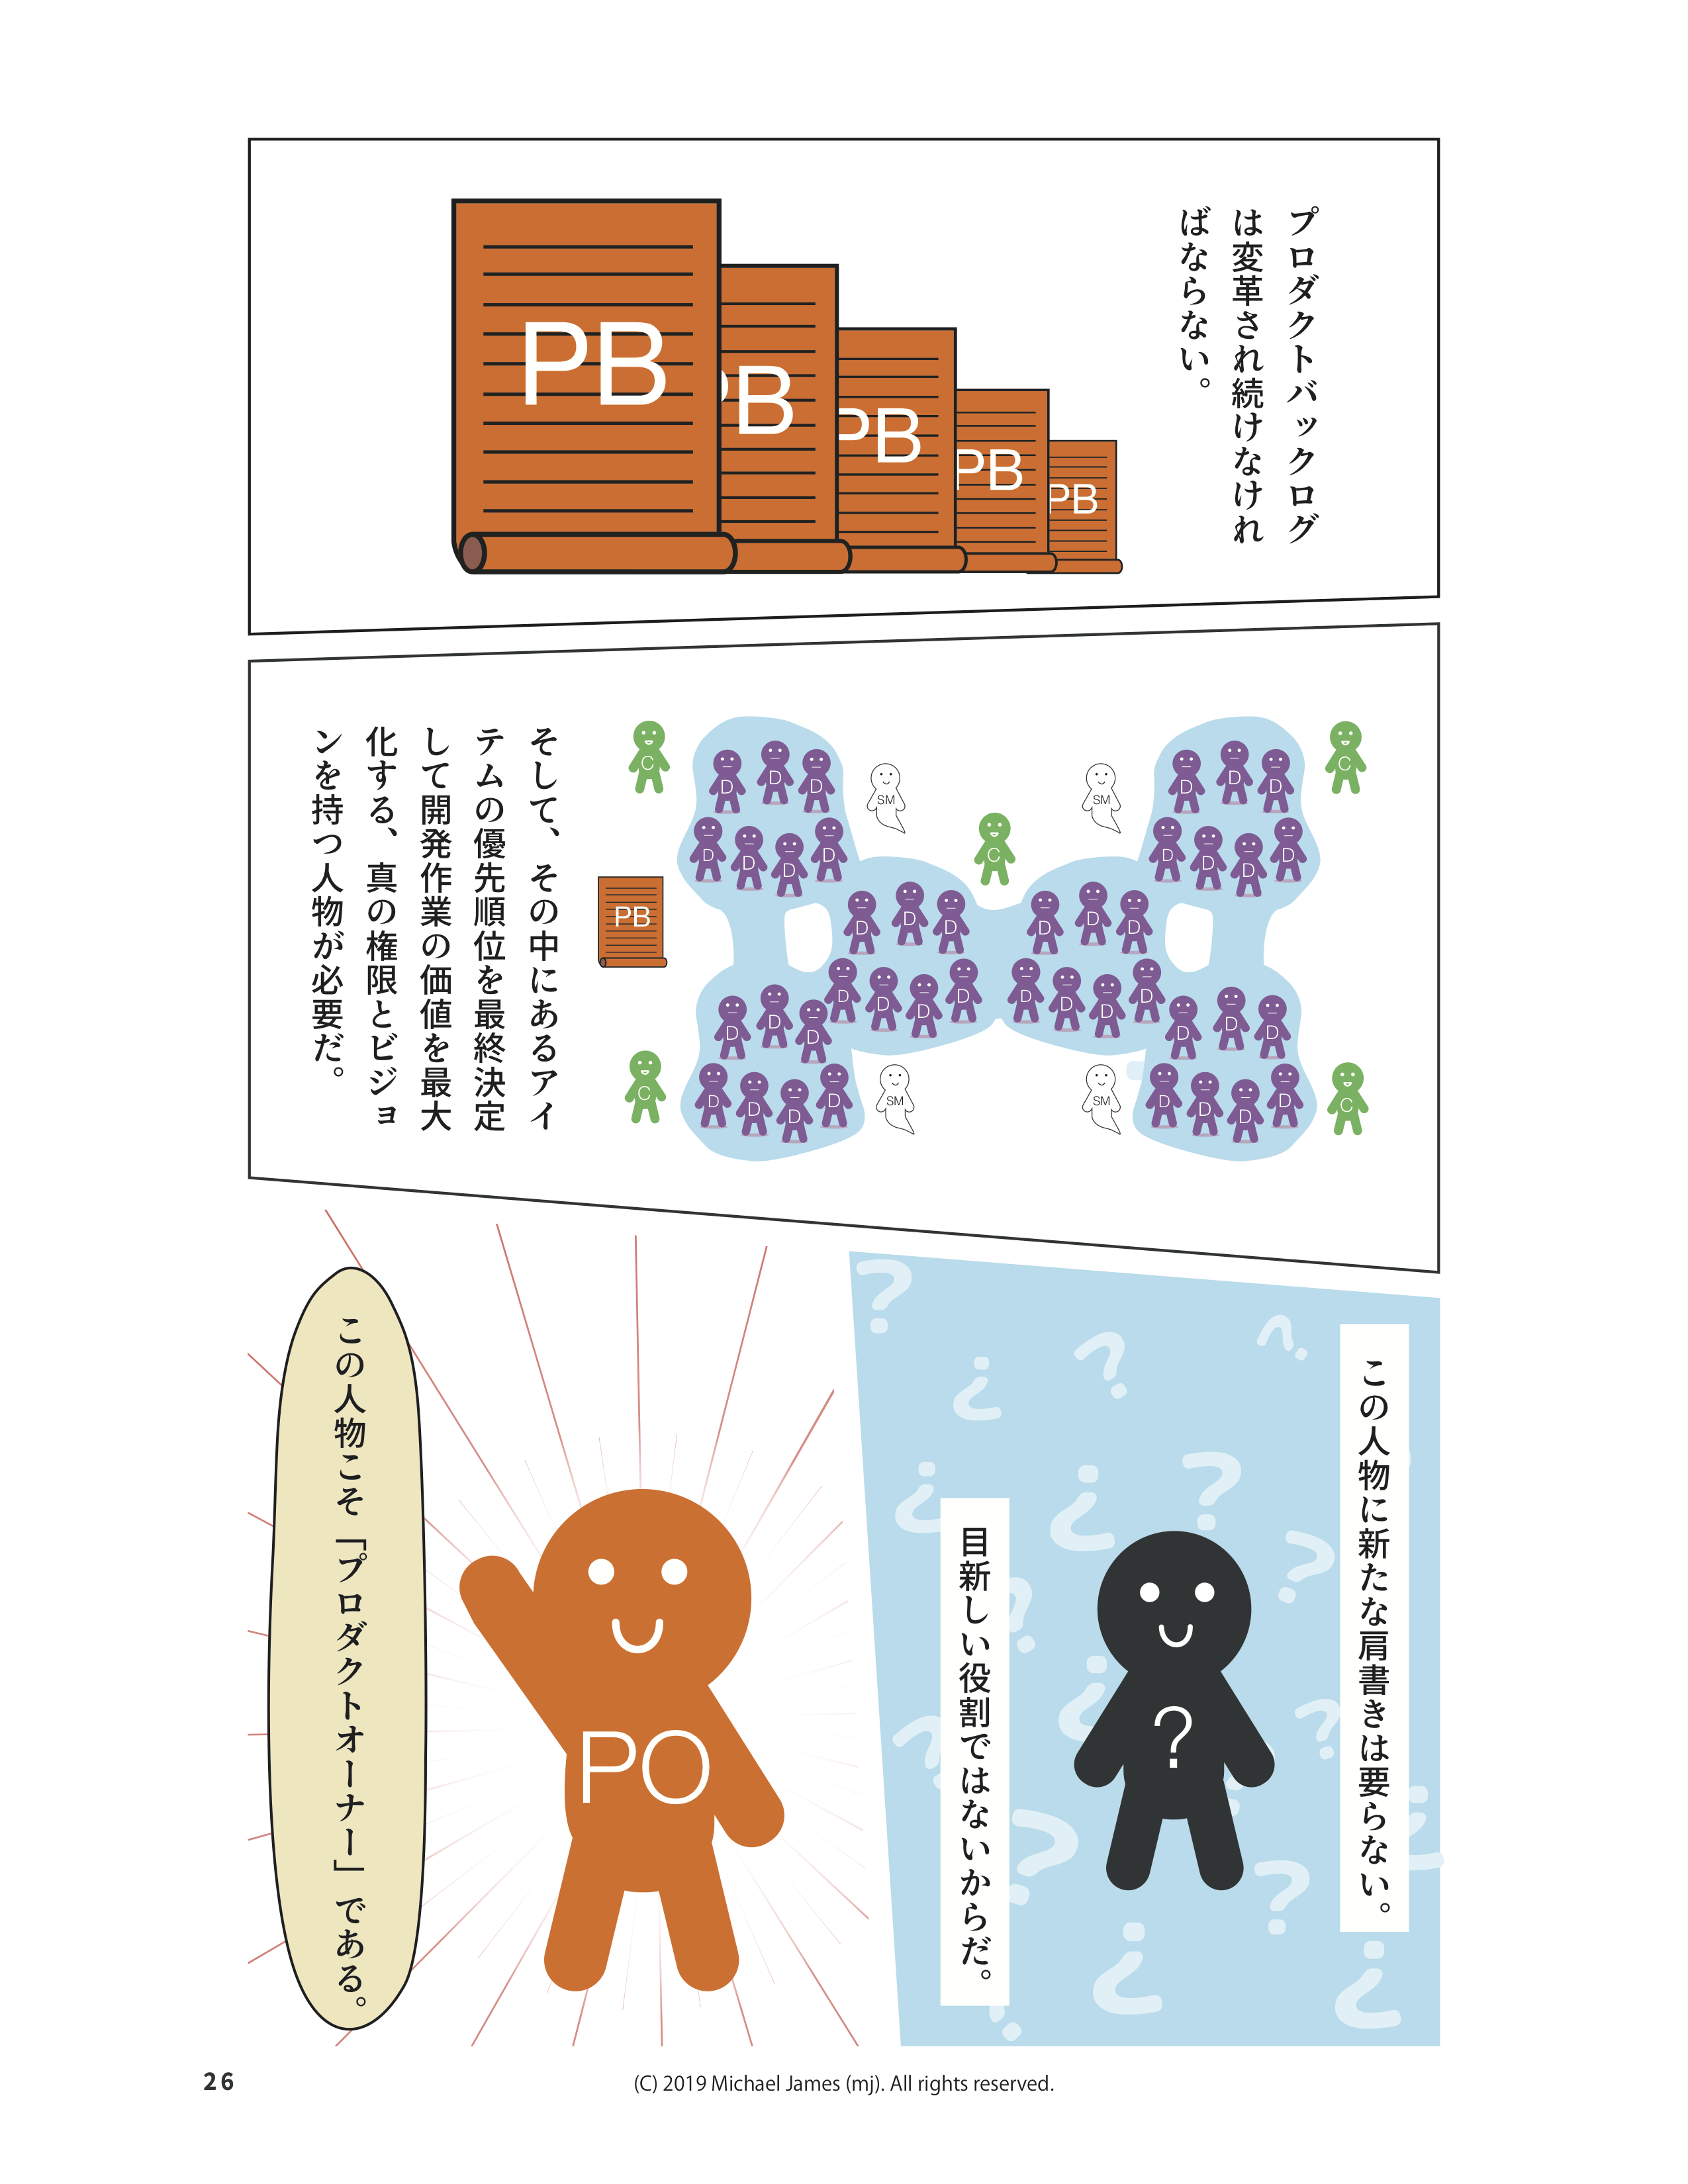 プロダクトバックログ
は変革され続けなけれ
ばならない。
PB
PB
PB
PB
PB
C
D
D
D
SM
SM
D
D
D
C
D
D
D
D
C
D
D
D
D
D
D
D
D
D
D
PB
D
D
D
D
D
D
D
D
D
D
D
D
D
D
C
D
D
D
D
SM
SM
D
D
D
D
C
そして、その中にあるアイ
テムの優先順位を最終決定
して開発作業の価値を最大
化する、真の権限とビジョ
ンを持つ人物が必要だ。
この人物に新たな肩書きは要らない。
?
目新しい役割ではないからだ。
PO
この人物こそ「プロダクトオーナー」である。
26
(C) 2019 Michael James (mj). All rights reserved.